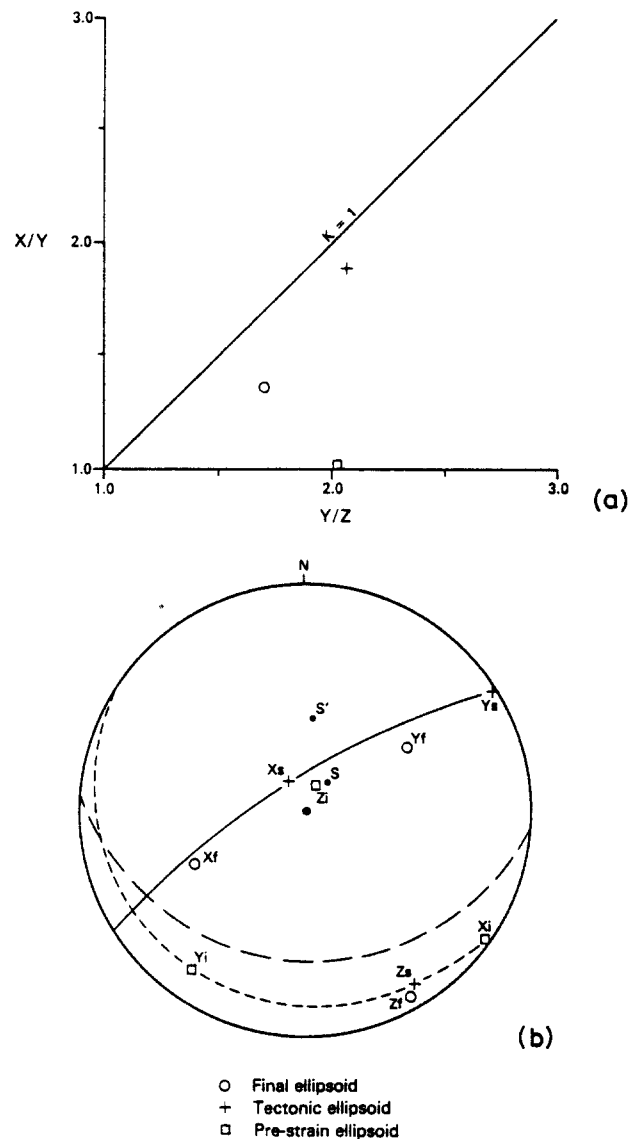 3.0
X/Y
2.0
K = 1
1.0
1.0
2.0
3.0
Y/Z
(a)
N
S'
Ys
Yf
Xs
S
Zi
Xf
Xi
Yi
Zs
Zf
(b)
Final ellipsoid
Tectonic ellipsoid
Pre-strain ellipsoid